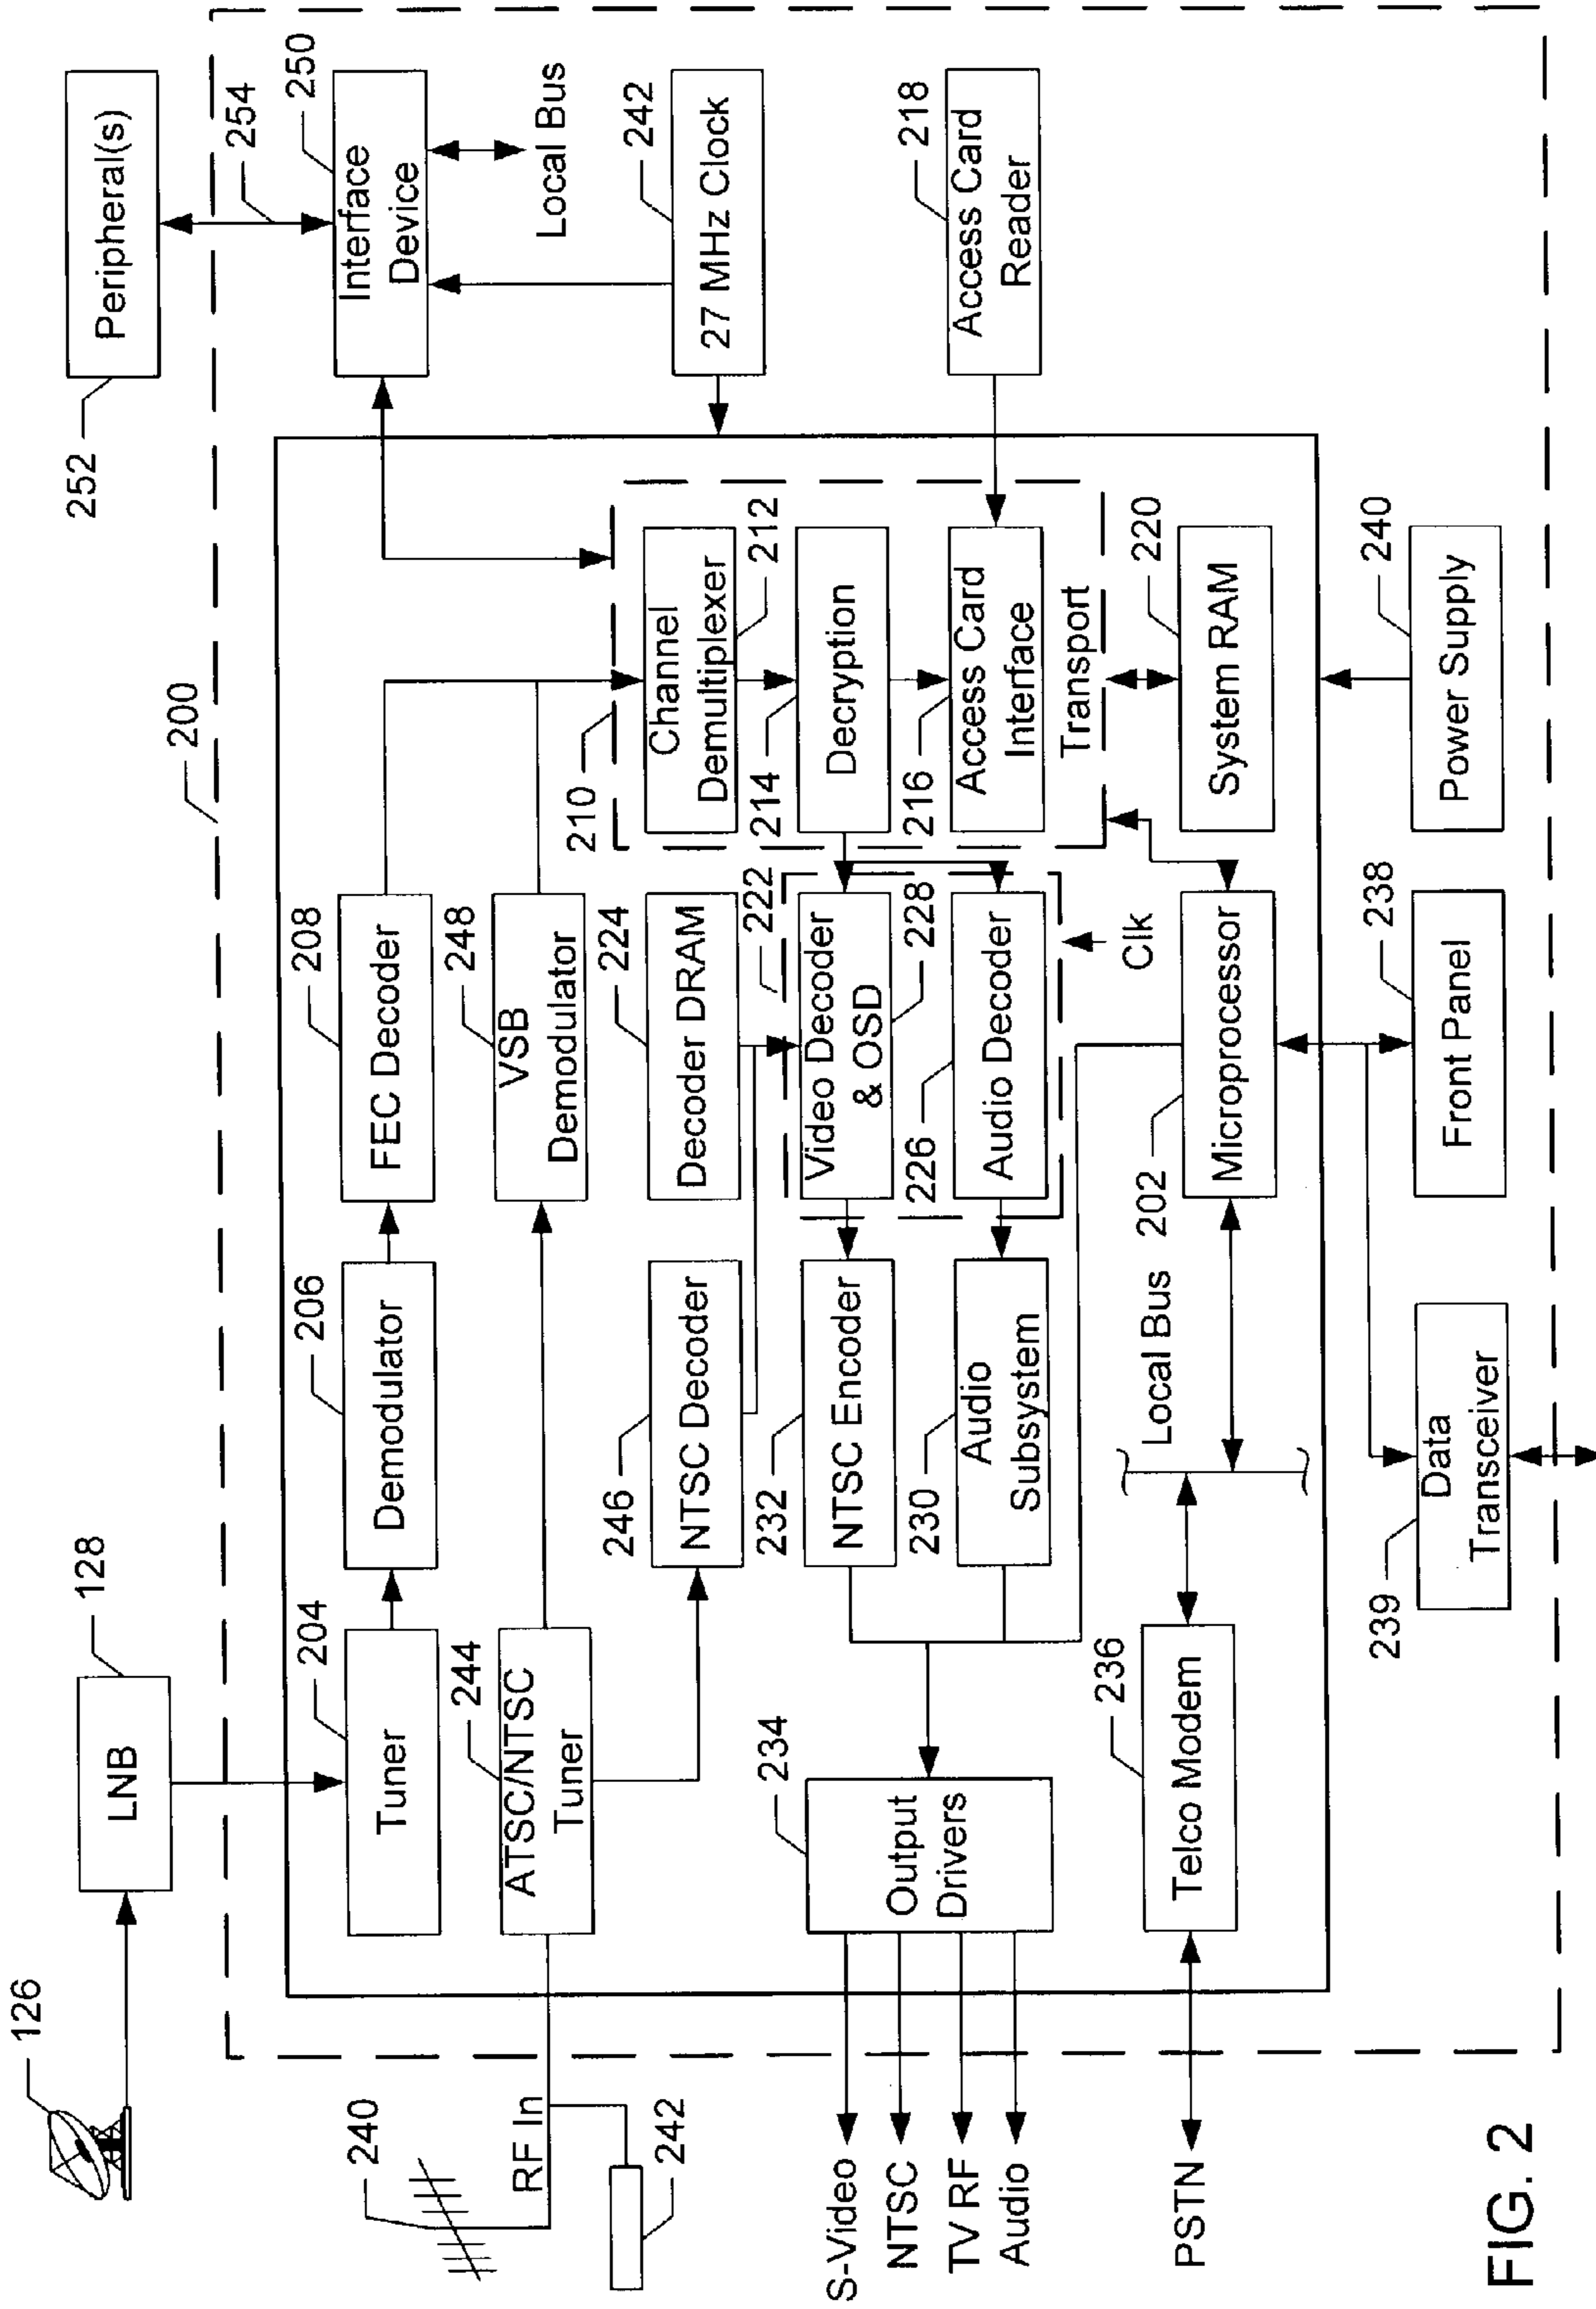 126
LNB
128
200
252
Peripheral(s)
254
Tuner
204
Demodulator
206
FEC Decoder
208
Interface
Device
250
Local Bus
240
RF In
242
ATSC/NTSC
Tuner
244
VSB
Demodulator
248
27 MHz Clock
242
246
NTSC Decoder
Decoder DRAM
224
210
Channel
Demultiplexer
212
S-Video
NTSC
TV RF
Audio
Output
Drivers
234
232
NTSC Encoder
222
Video Decoder
& OSD
228
214
Decryption
230
Audio
Subsystem
226
Audio Decoder
216
Access Card
Interface
Transport
Access Card
Reader
218
Clk
PSTN
Telco Modem
236
Local Bus
202
Microprocessor
System RAM
220
239
Data
Transceiver
Front Panel
238
Power Supply
240
FIG. 2